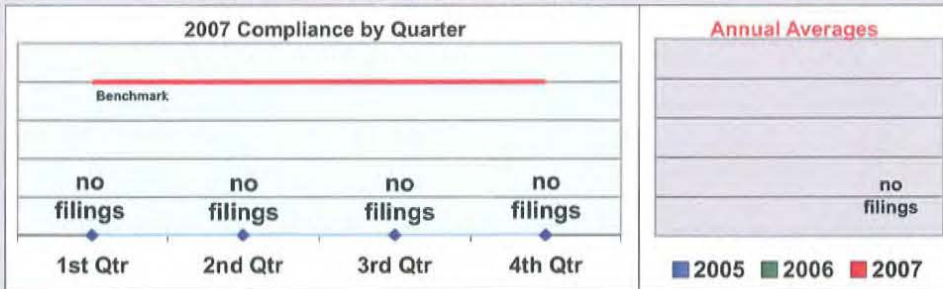 2007 Compliance by Quarter
Benchmark
no filings
no filings
no filings
no filings
1st Qtr
2nd Qtr
3rd Qtr
4th Qtr
Annual Averages
no filings
2005
2006
2007